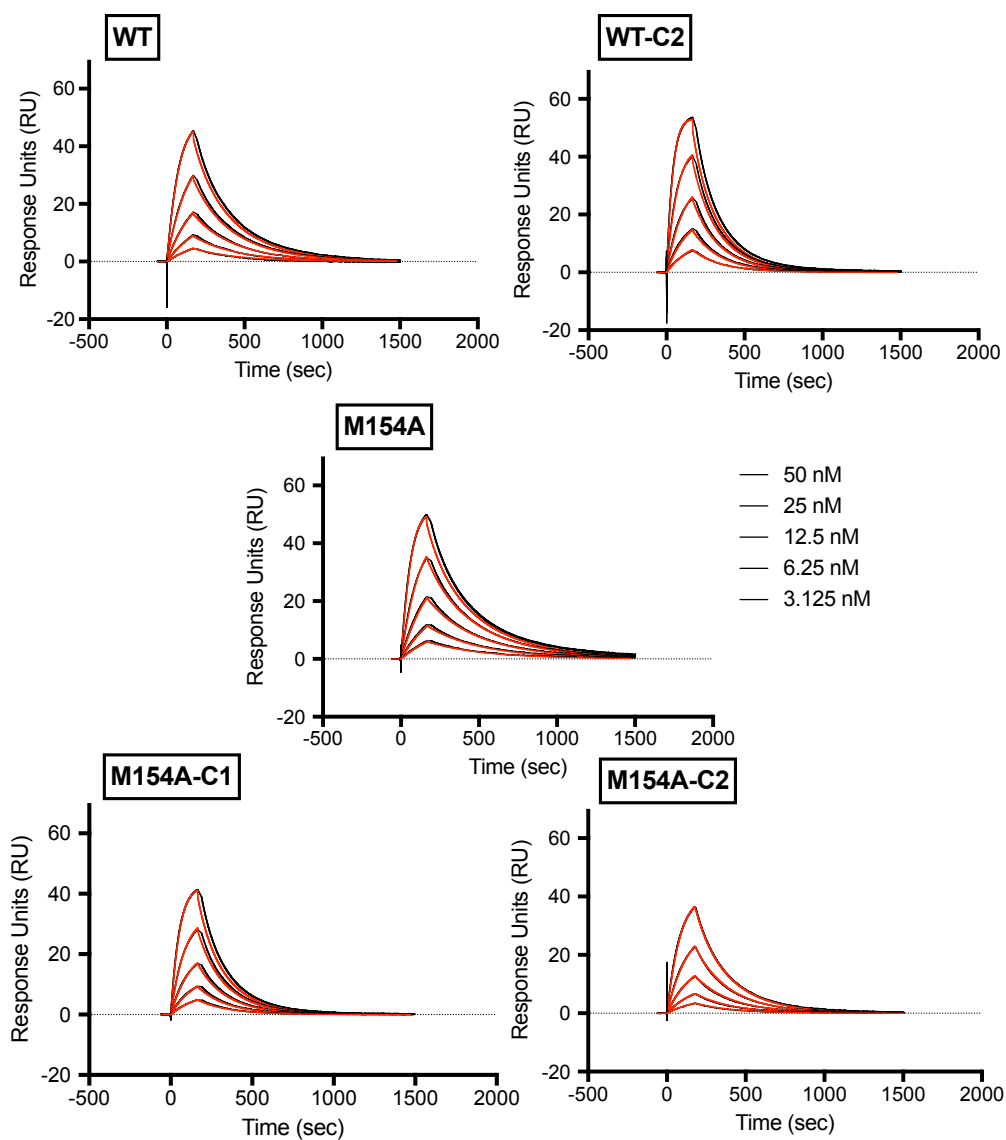 WT
Response Units (RU)
60
40
20
0
-20
-500 0 500 1000 1500 2000
Time (sec)
WT-C2
Response Units (RU)
60
40
20
0
-20
-500 0 500 1000 1500 2000
Time (sec)
M154A
Response Units (RU)
60
40
20
0
-20
-500 0 500 1000 1500 2000
Time (sec)
50 nM
25 nM
12.5 nM
6.25 nM
3.125 nM
M154A-C1
Response Units (RU)
60
40
20
0
-20
-500 0 500 1000 1500 2000
Time (sec)
M154A-C2
Response Units (RU)
60
40
20
0
-20
-500 0 500 1000 1500 2000
Time (sec)